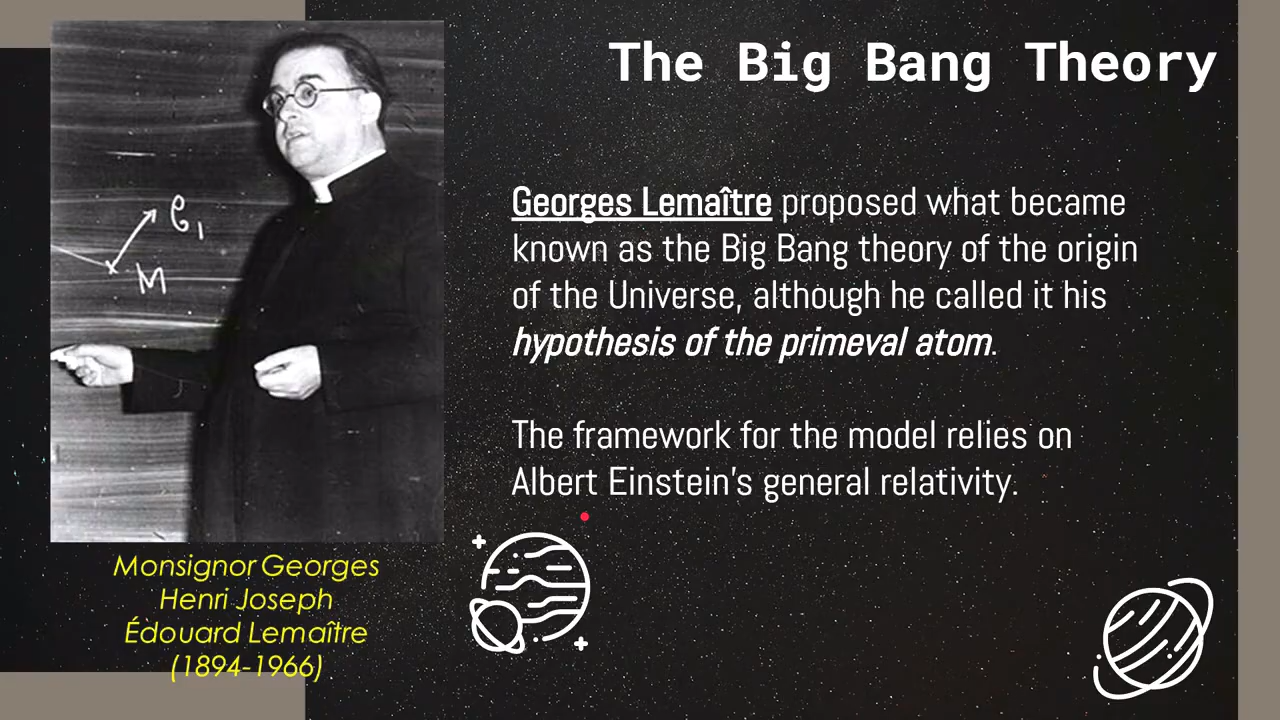 The Big Bang Theory
e₁
M
Georges Lemaître proposed what became
known as the Big Bang theory of the origin
of the Universe, although he called it his
hypothesis of the primeval atom.
The framework for the model relies on
Albert Einstein's general relativity.
Monsignor Georges
Henri Joseph
Édouard Lemaître
(1894-1966)